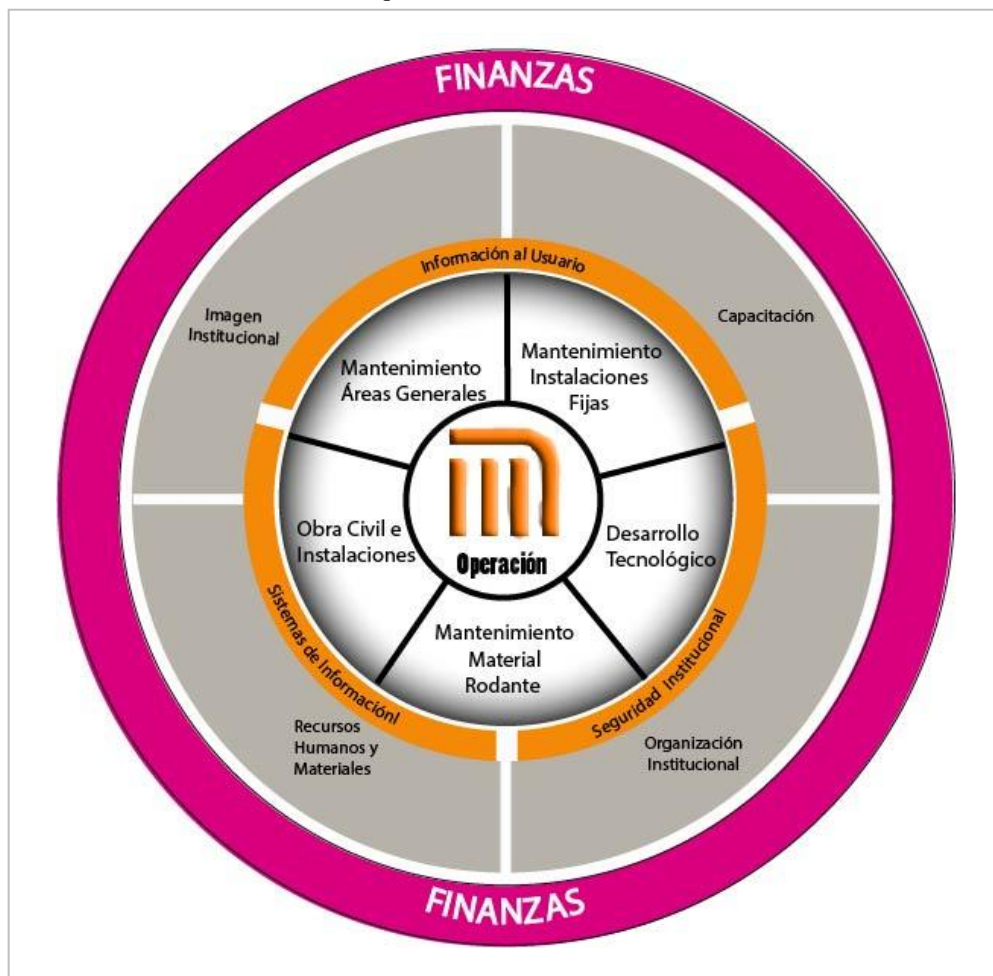 FINANZAS
Información al Usuario
Imagen
Institucional
Capacitación
Mantenimiento
Áreas Generales
Mantenimiento
Instalaciones
Fijas
Obra Civil e
Instalaciones
Operación
Desarrollo
Tecnológico
Mantenimiento
Material
Rodante
Sistemas de InformaciónI
Seguridad Institucional
Recursos
Humanos y
Materiales
Organización
Institucional
FINANZAS